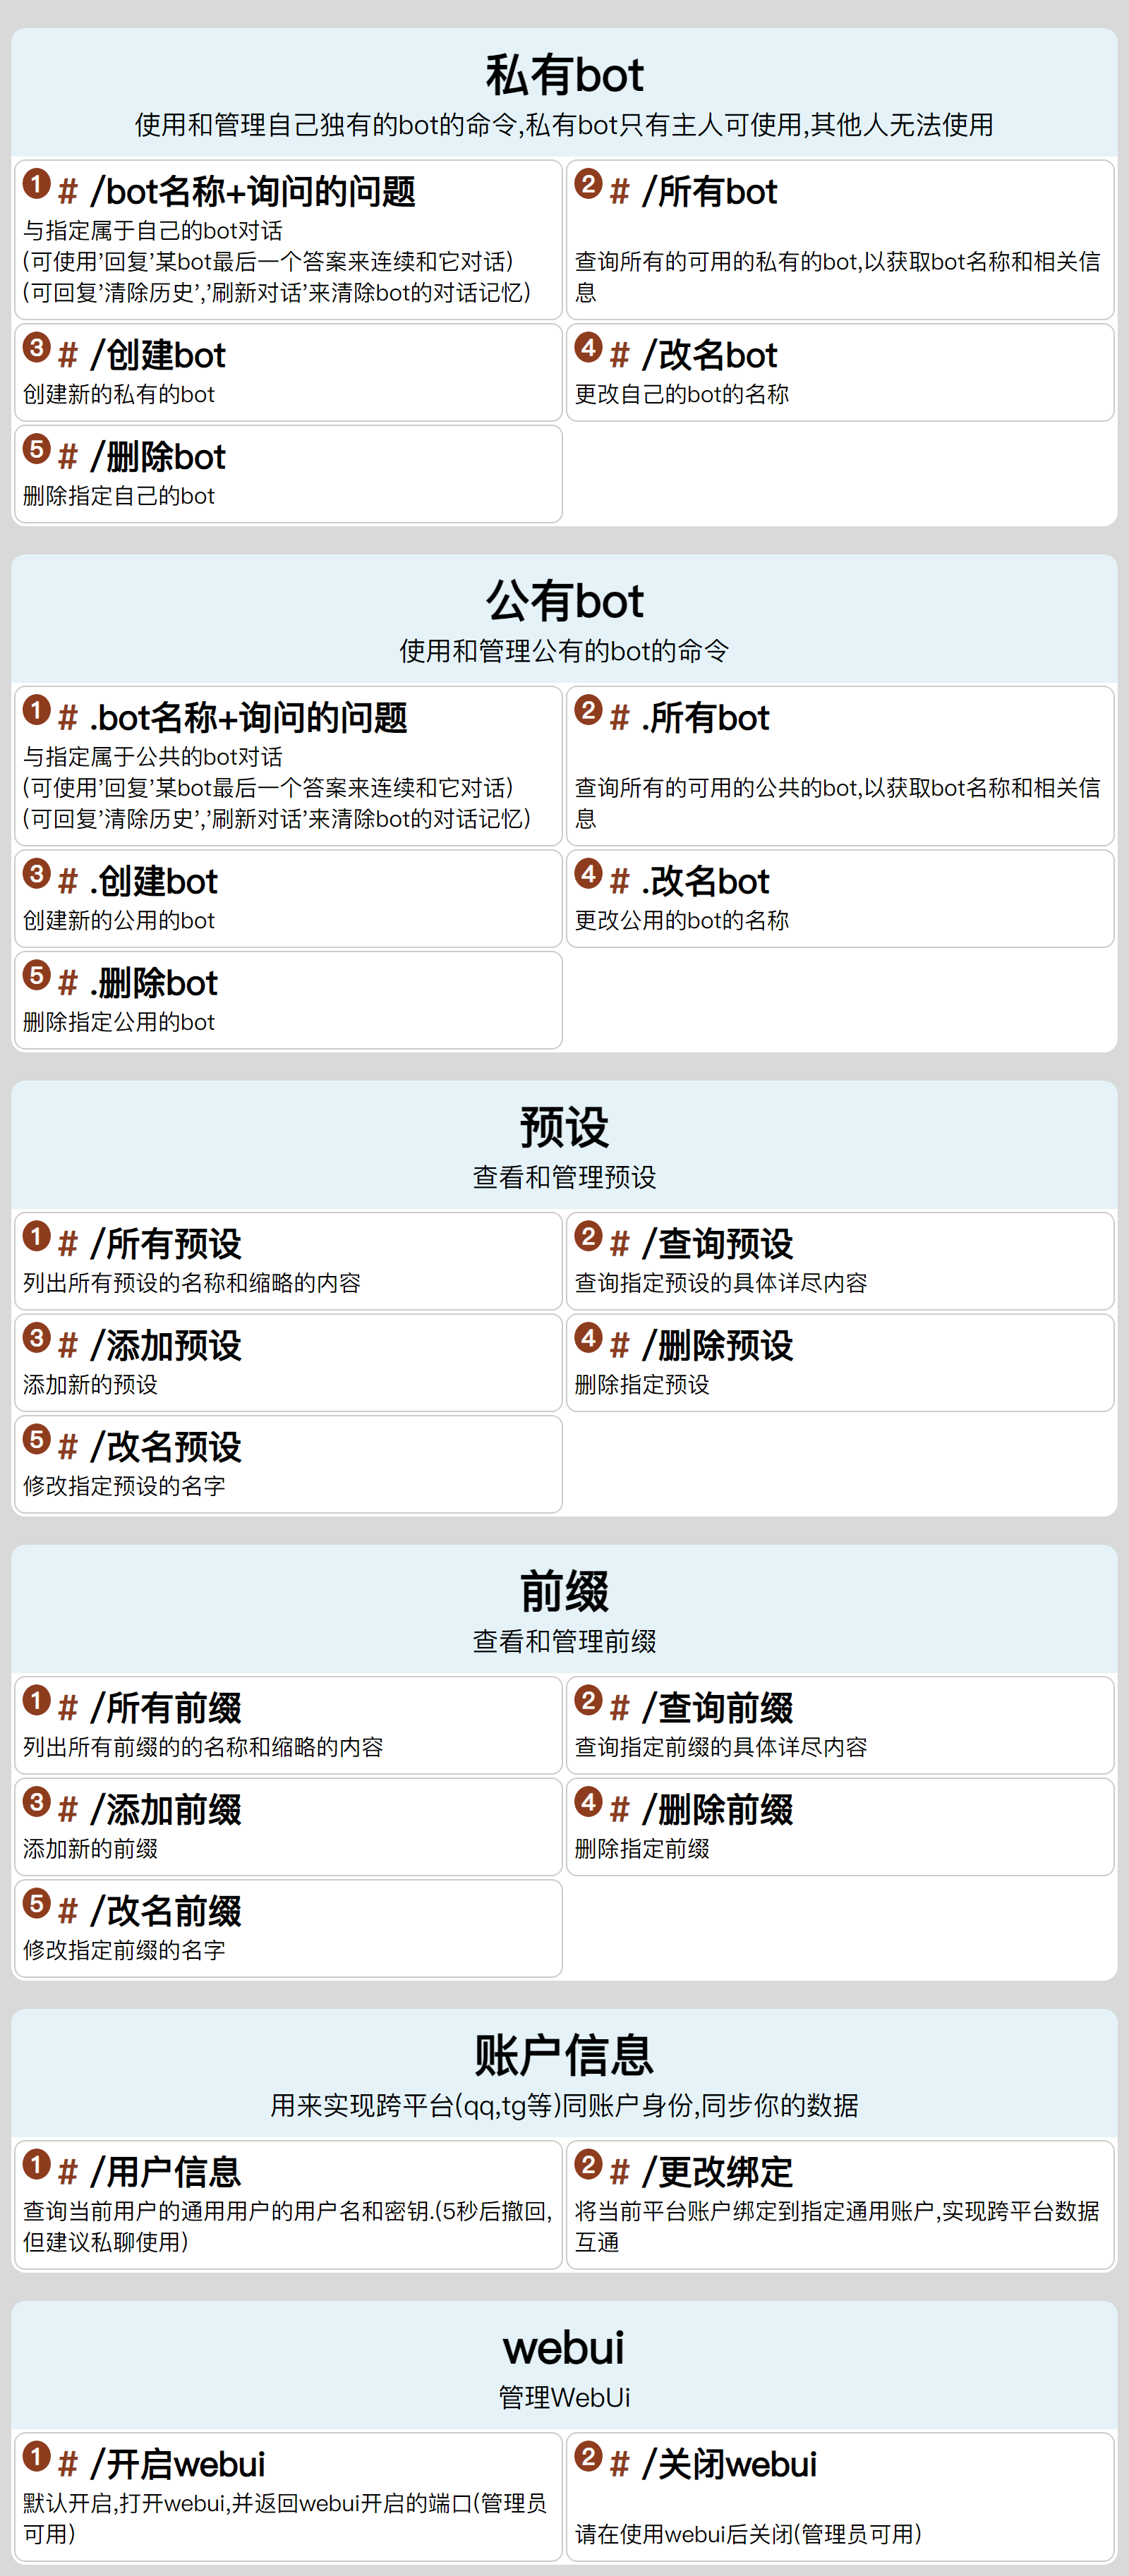 私有bot
使用和管理自己独有的bot的命令,私有bot只有主人可使用,其他人无法使用
1 # /bot名称+询问的问题
与指定属于自己的bot对话
(可使用'回复'某bot最后一个答案来连续和它对话)
(可回复'清除历史','刷新对话'来清除bot的对话记忆)
2 # /所有bot
查询所有的可用的私有的bot,以获取bot名称和相关信
息
3 # /创建bot
创建新的私有的bot
4 # /改名bot
更改自己的bot的名称
5 # /删除bot
删除指定自己的bot
公有bot
使用和管理公有的bot的命令
1 # .bot名称+询问的问题
与指定属于公共的bot对话
(可使用'回复'某bot最后一个答案来连续和它对话)
(可回复'清除历史','刷新对话'来清除bot的对话记忆)
2 # .所有bot
查询所有的可用的公共的bot,以获取bot名称和相关信
息
3 # .创建bot
创建新的公用的bot
4 # .改名bot
更改公用的bot的名称
5 # .删除bot
删除指定公用的bot
预设
查看和管理预设
1 # /所有预设
列出所有预设的名称和缩略的内容
2 # /查询预设
查询指定预设的具体详尽内容
3 # /添加预设
添加新的预设
4 # /删除预设
删除指定预设
5 # /改名预设
修改指定预设的名字
前缀
查看和管理前缀
1 # /所有前缀
列出所有前缀的的名称和缩略的内容
2 # /查询前缀
查询指定前缀的具体详尽内容
3 # /添加前缀
添加新的前缀
4 # /删除前缀
删除指定前缀
5 # /改名前缀
修改指定前缀的名字
账户信息
用来实现跨平台(qq,tg等)同账户身份,同步你的数据
1 # /用户信息
查询当前用户的通用用户的用户名和密钥.(5秒后撤回,
但建议私聊使用)
2 # /更改绑定
将当前平台账户绑定到指定通用账户,实现跨平台数据
互通
webui
管理WebUi
1 # /开启webui
默认开启,打开webui,并返回webui开启的端口(管理员
可用)
2 # /关闭webui
请在使用webui后关闭(管理员可用)